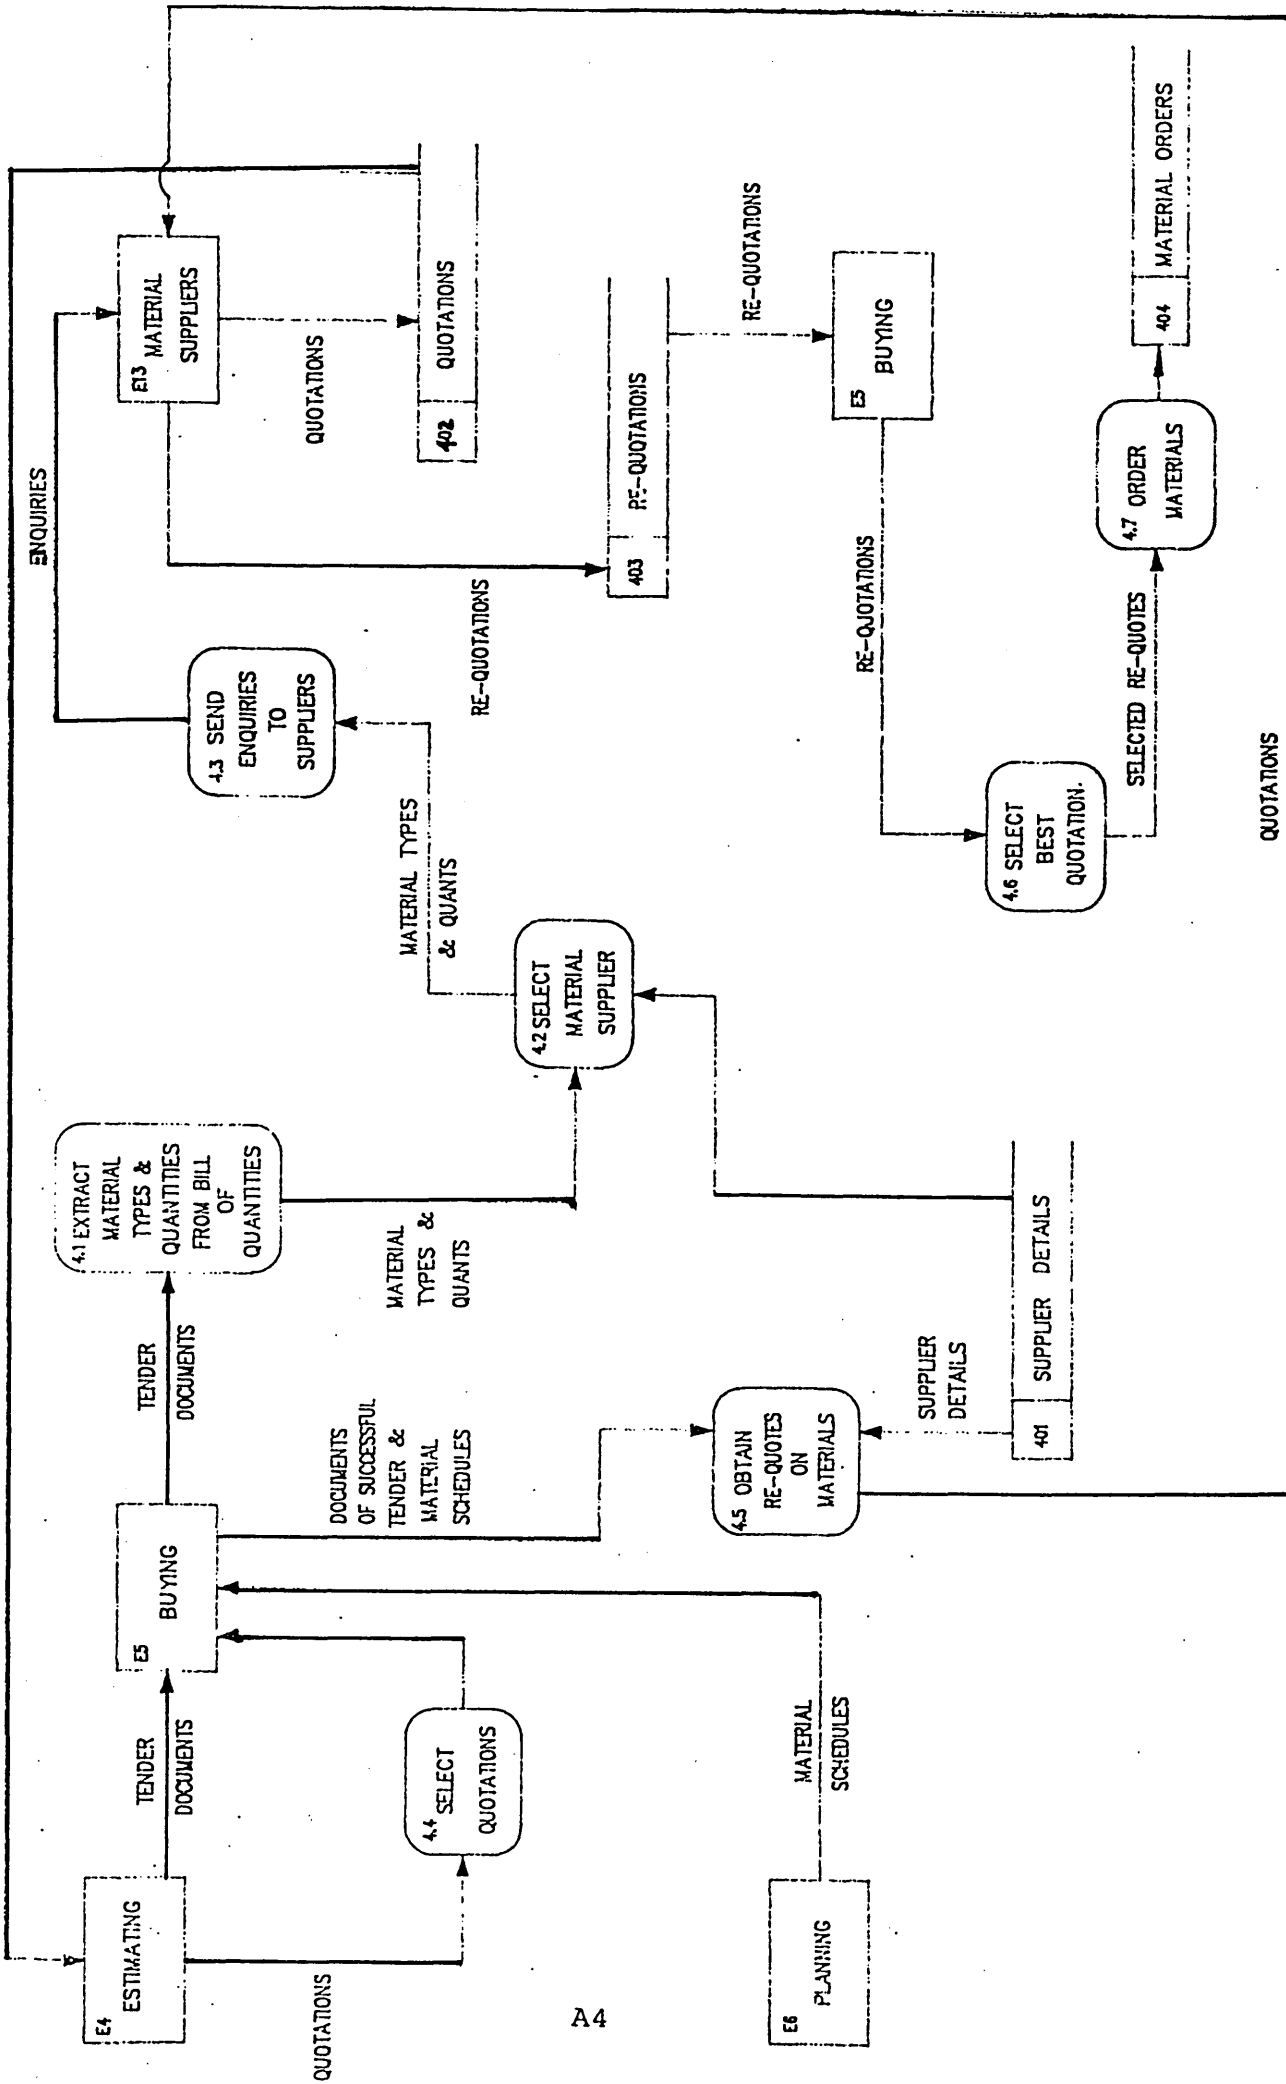 E4
ESTIMATING
TENDER
DOCUMENTS
E5
BUYING
TENDER
DOCUMENTS
4.1 EXTRACT
MATERIAL
TYPES &
QUANTITIES
FROM BILL
OF
QUANTITIES
ENQUIRIES
E13
MATERIAL
SUPPLIERS
4.3 SEND
ENQUIRIES
TO
SUPPLIERS
QUOTATIONS
QUOTATIONS
4.4
SELECT
QUOTATIONS
DOCUMENTS
OF SUCCESSFUL
TENDER &
MATERIAL
SCHEDULES
MATERIAL
TYPES &
QUANTS
MATERIAL TYPES
& QUANTS
402
QUOTATIONS
RE-QUOTATIONS
4.2 SELECT
MATERIAL
SUPPLIER
403
RE-QUOTATIONS
RE-QUOTATIONS
E6
PLANNING
MATERIAL
SCHEDULES
4.5 OBTAIN
RE-QUOTES
ON
MATERIALS
SUPPLIER
DETAILS
E5
BUYING
RE-QUOTATIONS
401
SUPPLIER DETAILS
4.6 SELECT
BEST
QUOTATION.
SELECTED RE-QUOTES
4.7 ORDER
MATERIALS
404
MATERIAL ORDERS
QUOTATIONS
A4